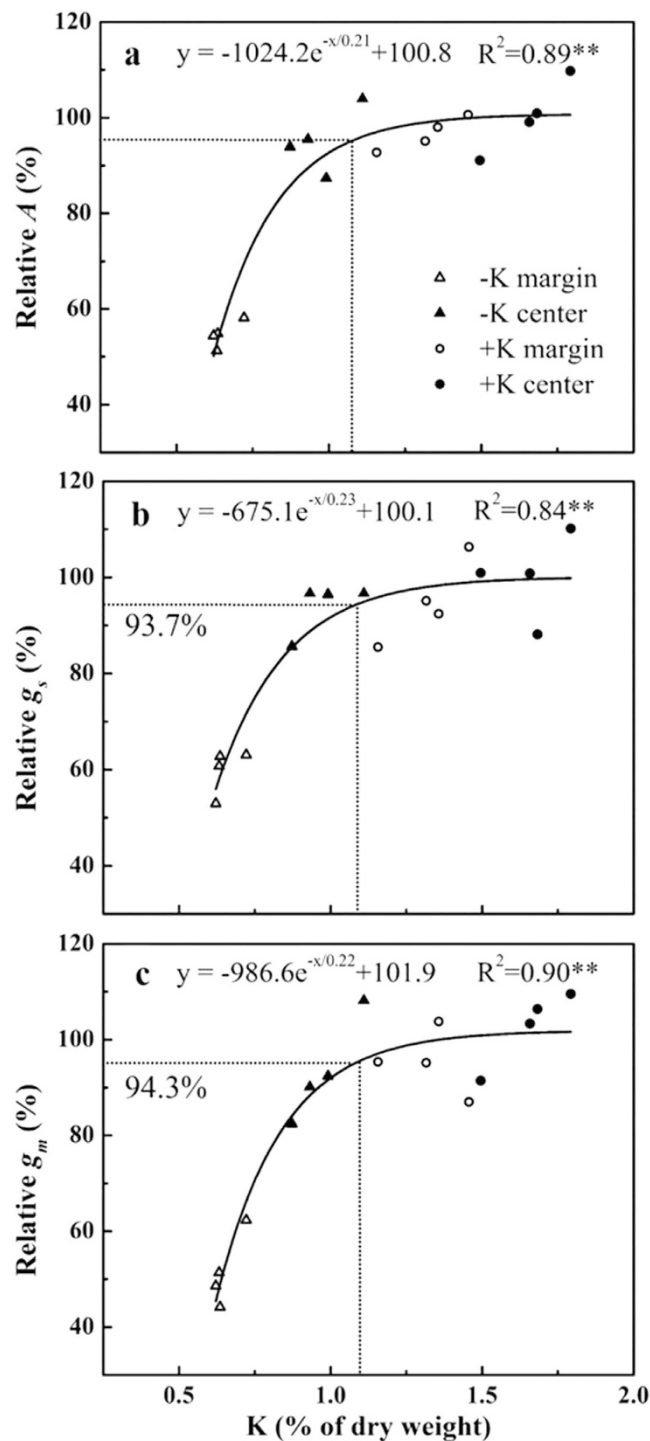 120
100
80
60
40
Relative A (%)
a y = -1024.2e^-x/0.21+100.8 R²=0.89**
-K margin
-K center
+K margin
+K center
120
100
80
60
40
Relative gₛ (%)
b y = -675.1e^-x/0.23+100.1 R²=0.84**
93.7%
120
100
80
60
40
Relative gₘ (%)
c y = -986.6e^-x/0.22+101.9 R²=0.90**
94.3%
0.5 1.0 1.5 2.0
K (% of dry weight)